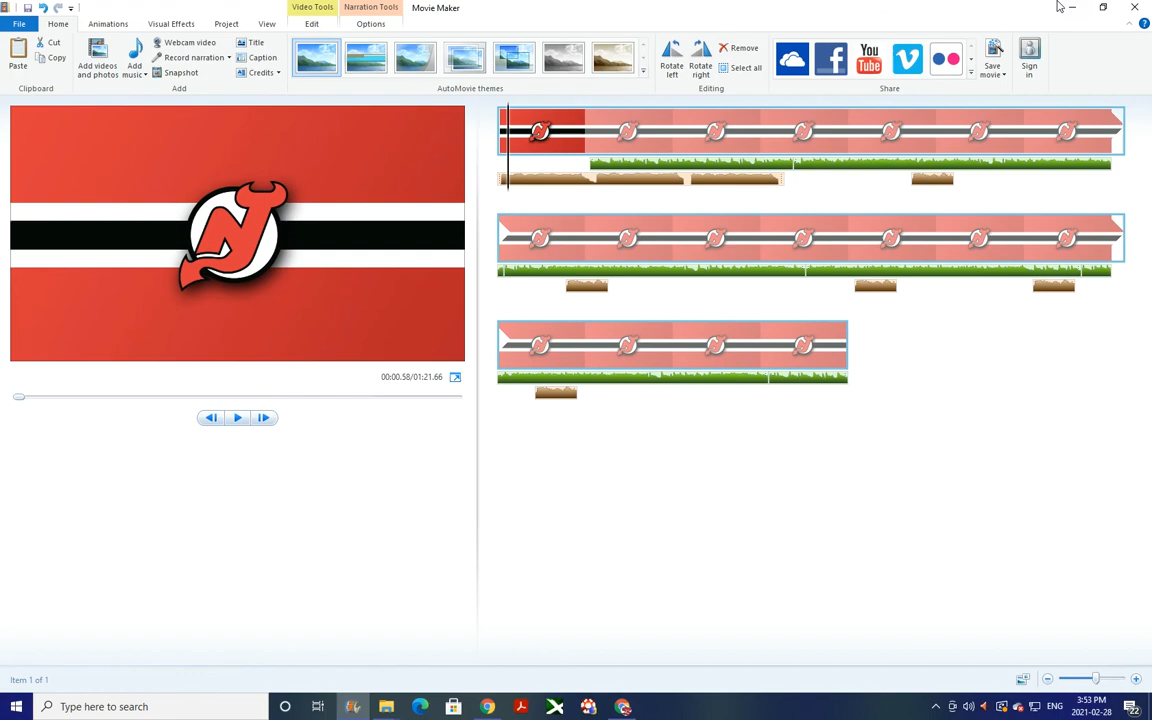 Video Tools
Narration Tools
Movie Maker
File
Home
Animations
Visual Effects
Project
View
Edit
Options
Paste
Cut
Copy
Clipboard
Add videos
and photos
Add
music
Webcam video
Record narration
Snapshot
Title
Caption
Credits
Add
AutoMovie themes
Rotate
left
Rotate
right
Remove
Select all
Editing
You
Tube
Share
Save
movie
Sign
in
00:00.58/01:21.66
Item 1 of 1
Type here to search
ENG
3:53 PM
2021-02-28
22